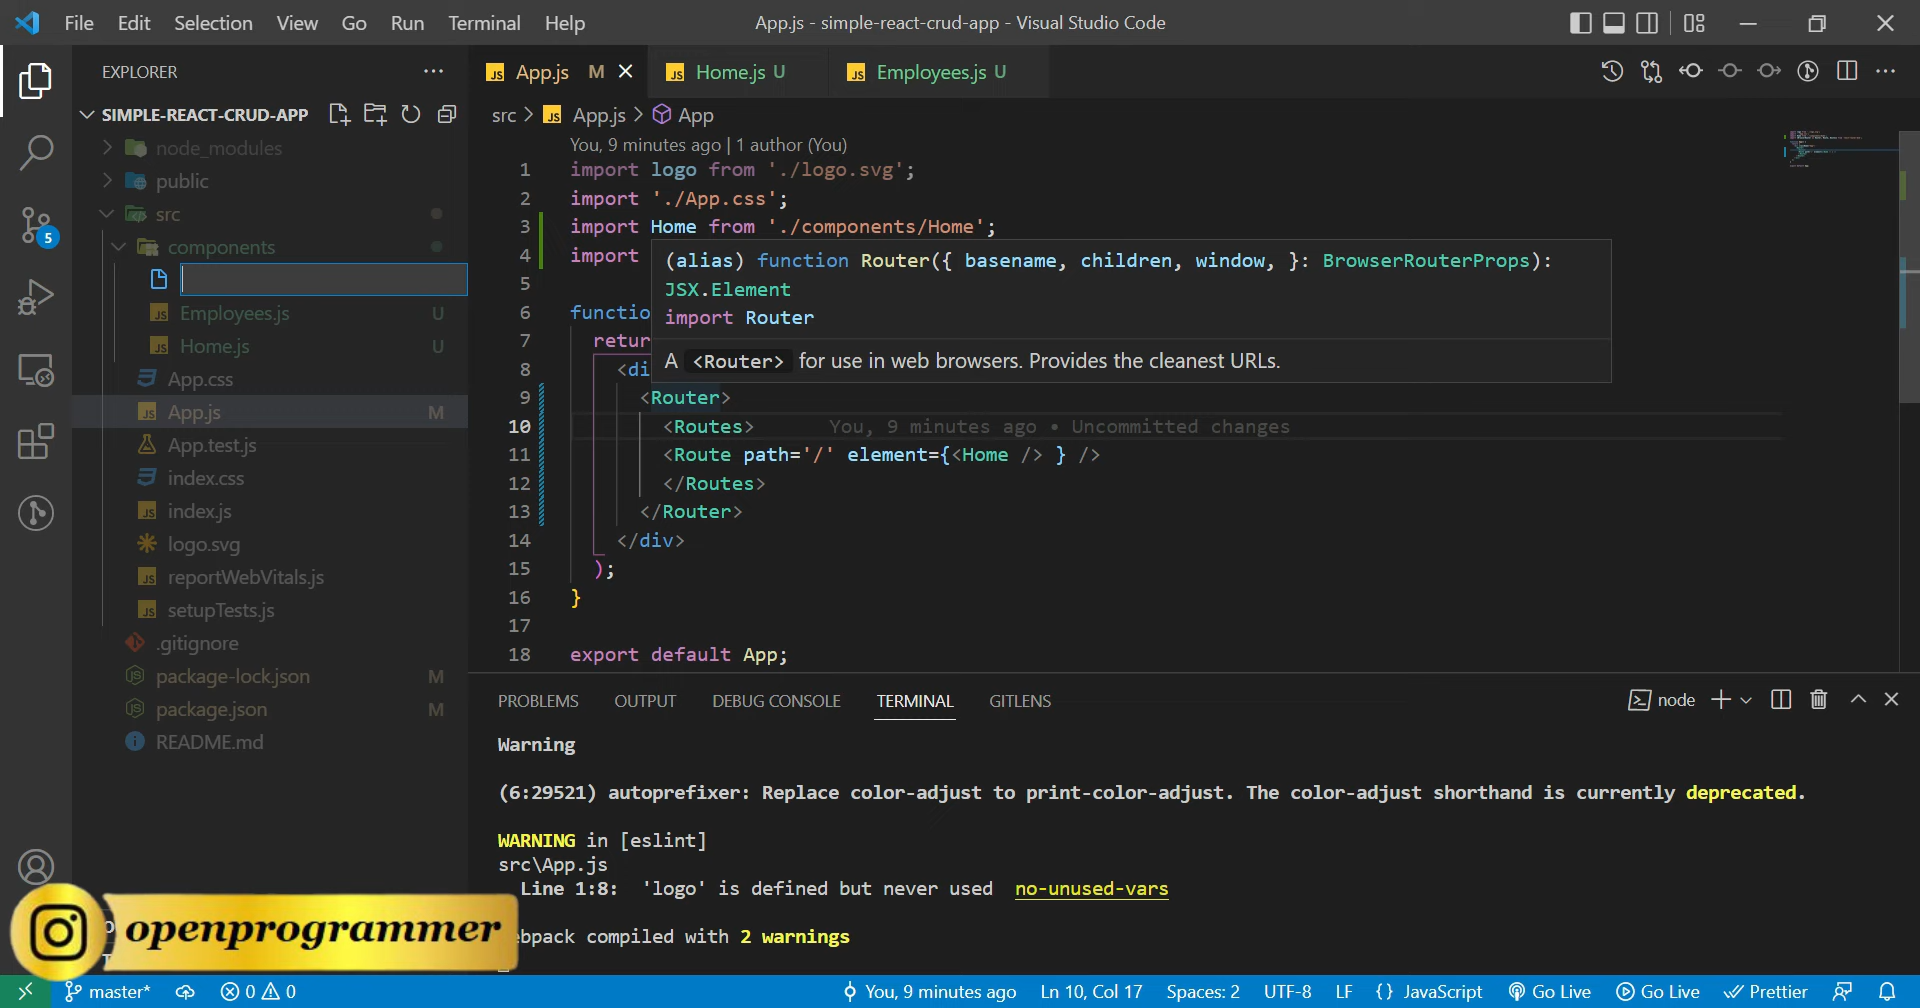 File Edit Selection View Go Run Terminal Help
App.js - simple-react-crud-app - Visual Studio Code
EXPLORER
SIMPLE-REACT-CRUD-APP
node_modules
public
src
components
Employees.js U
Home.js U
App.css
App.js M
App.test.js
index.css
index.js
logo.svg
reportWebVitals.js
setupTests.js
.gitignore
package-lock.json M
package.json M
README.md
5
JS App.js M
JS Home.js U
JS Employees.js U
src > JS App.js > App
You, 9 minutes ago | 1 author (You)
1 import logo from './logo.svg';
2 import './App.css';
3 import Home from './components/Home';
4 import
5
6 functio
7 retur
8 <di
9 <Router>
10 <Routes> You, 9 minutes ago • Uncommitted changes
11 <Route path='/' element={<Home /> } />
12 </Routes>
13 </Router>
14 </div>
15 );
16 }
17
18 export default App;
(alias) function Router({ basename, children, window, }: BrowserRouterProps):
JSX.Element
import Router
A <Router> for use in web browsers. Provides the cleanest URLs.
PROBLEMS OUTPUT DEBUG CONSOLE TERMINAL GITLENS
node
Warning
(6:29521) autoprefixer: Replace color-adjust to print-color-adjust. The color-adjust shorthand is currently deprecated.
WARNING in [eslint]
src\App.js
Line 1:8: 'logo' is defined but never used no-unused-vars
ebpack compiled with 2 warnings
openprogrammer
master* 0 0
You, 9 minutes ago Ln 10, Col 17 Spaces: 2 UTF-8 LF {} JavaScript Go Live Go Live Prettier